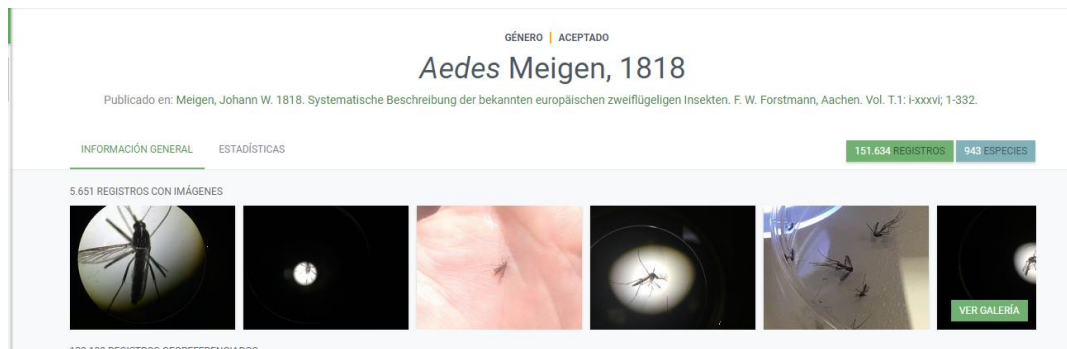 GÉNERO | ACEPTADO
Aedes Meigen, 1818
Publicado en: Meigen, Johann W. 1818. Systematische Beschreibung der bekannten europäischen zweiflügeligen Insekten. F. W. Forstmann, Aachen. Vol. T.1: i-xxxvi; 1-332.
INFORMACIÓN GENERAL ESTADÍSTICAS 151.634 REGISTROS 943 ESPECIES
5.651 REGISTROS CON IMÁGENES
VER GALERÍA
REGISTROS GEORREFERENCIADOS